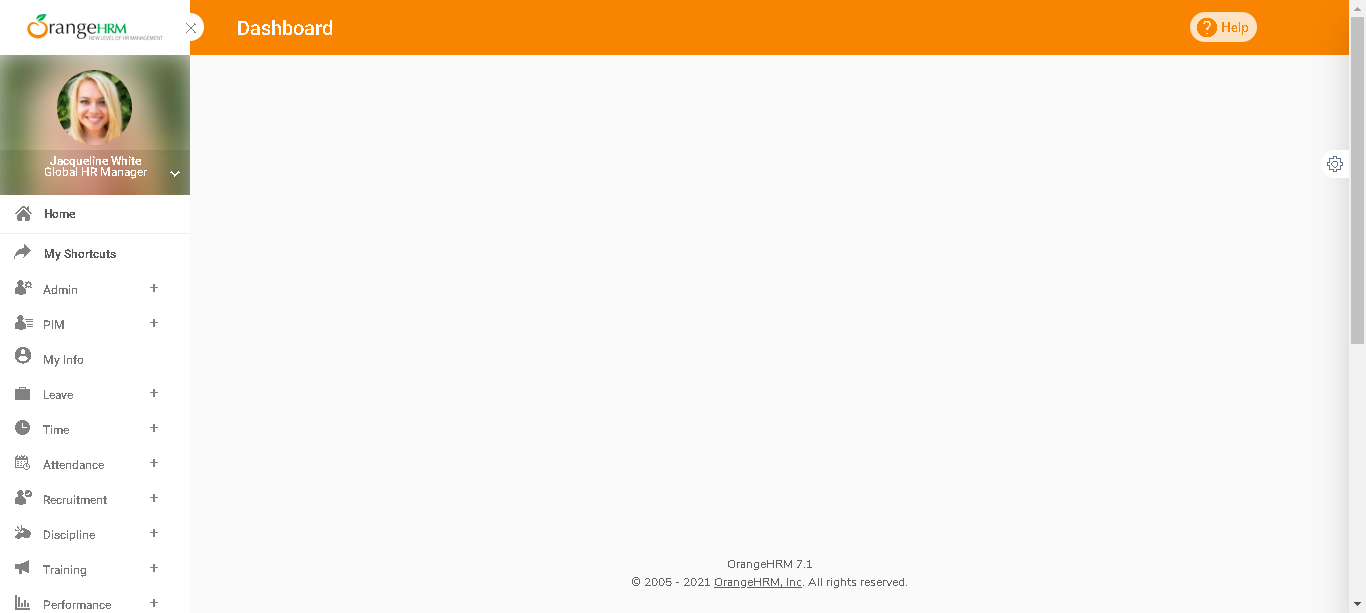 OrangeHRM
NEW LEVEL OF HR MANAGEMENT
Dashboard
? Help
Jacqueline White
Global HR Manager
Home
My Shortcuts
Admin +
PIM +
My Info
Leave +
Time +
Attendance +
Recruitment +
Discipline +
Training +
Performance +
OrangeHRM 7.1
© 2005 - 2021 OrangeHRM, Inc. All rights reserved.